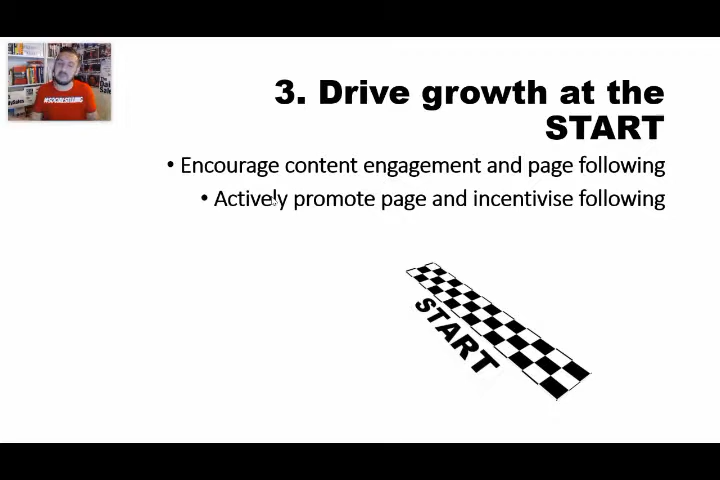 3. Drive growth at the
START
• Encourage content engagement and page following
• Actively promote page and incentivise following
START
#SOCIALSELLING